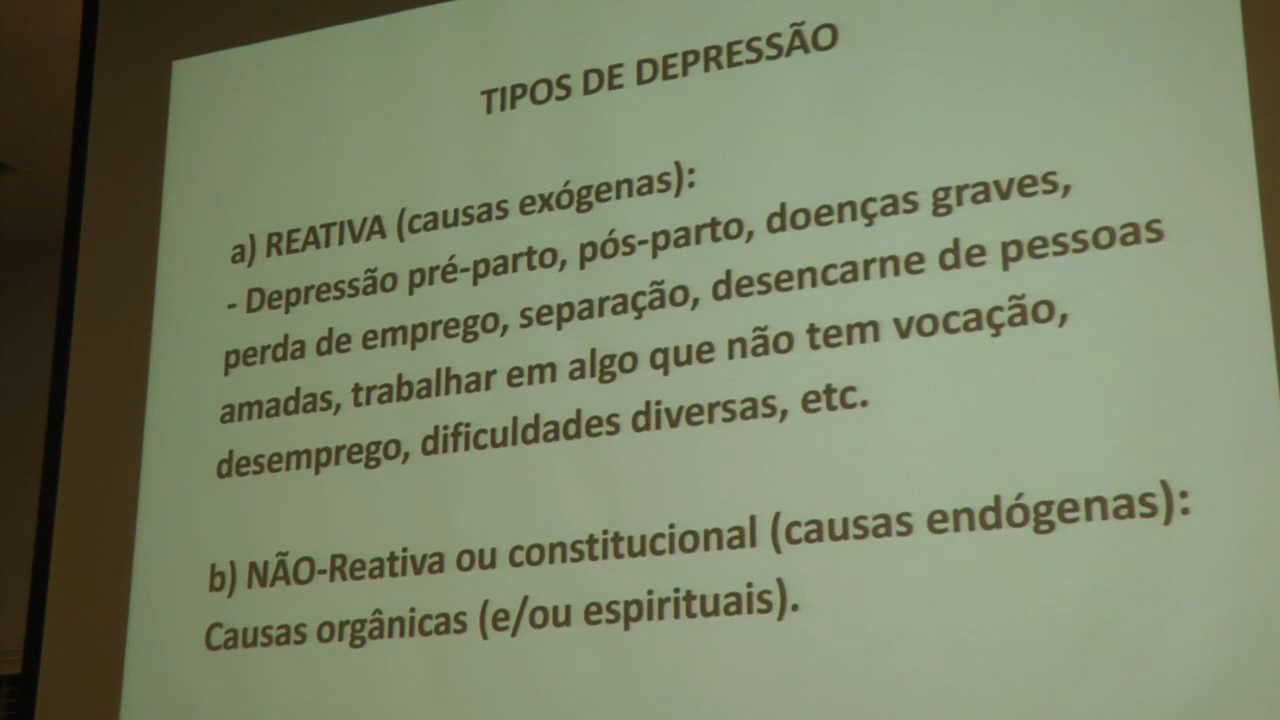 TIPOS DE DEPRESSÃO
a) REATIVA (causas exógenas):
- Depressão pré-parto, pós-parto, doenças graves,
perda de emprego, separação, desencarne de pessoas
amadas, trabalhar em algo que não tem vocação,
desemprego, dificuldades diversas, etc.
b) NÃO-Reativa ou constitucional (causas endógenas):
Causas orgânicas (e/ou espirituais).